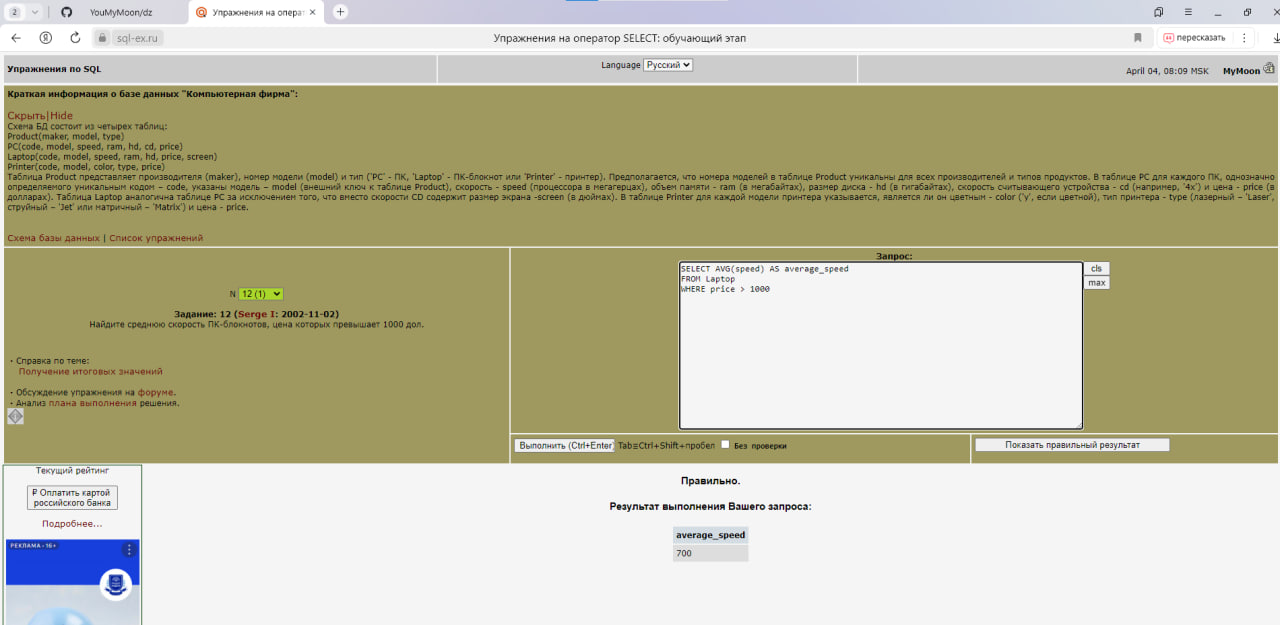 2
YouMyMoon/dz
Упражнения на операт
sql-ex.ru
Упражнения на оператор SELECT: обучающий этап
пересказать
Упражнения по SQL
Language Русский
April 04, 08:09 MSK MyMoon
Краткая информация о базе данных "Компьютерная фирма":
Скрыть|Hide
Схема БД состоит из четырех таблиц:
Product(maker, model, type)
PC(code, model, speed, ram, hd, cd, price)
Laptop(code, model, speed, ram, hd, price, screen)
Printer(code, model, color, type, price)
Таблица Product представляет производителя (maker), номер модели (model) и тип ('PC' - ПК, 'Laptop' - ПК-блокнот или 'Printer' - принтер). Предполагается, что номера моделей в таблице Product уникальны для всех производителей и типов продуктов. В таблице PC для каждого ПК, однозначно
определяемого уникальным кодом – code, указаны модель – model (внешний ключ к таблице Product), скорость - speed (процессора в мегагерцах), объем памяти - ram (в мегабайтах), размер диска - hd (в гигабайтах), скорость считывающего устройства - cd (например, '4x') и цена - price (в
долларах). Таблица Laptop аналогична таблице РС за исключением того, что вместо скорости CD содержит размер экрана -screen (в дюймах). В таблице Printer для каждой модели принтера указывается, является ли он цветным - color ('y', если цветной), тип принтера - type (лазерный – 'Laser',
струйный – 'Jet' или матричный – 'Matrix') и цена - price.
Схема базы данных | Список упражнений
N 12 (1)
Задание: 12 (Serge I: 2002-11-02)
Найдите среднюю скорость ПК-блокнотов, цена которых превышает 1000 дол.
· Справка по теме:
Получение итоговых значений
· Обсуждение упражнения на форуме.
· Анализ плана выполнения решения.
Запрос:
SELECT AVG(speed) AS average_speed
FROM Laptop
WHERE price > 1000
cls
max
Выполнить (Ctrl+Enter) Tab≡Ctrl+Shift+пробел Без проверки
Показать правильный результат
Текущий рейтинг
₽ Оплатить картой
российского банка
Подробнее...
РЕКЛАМА · 16+
Правильно.
Результат выполнения Вашего запроса:
average_speed
700